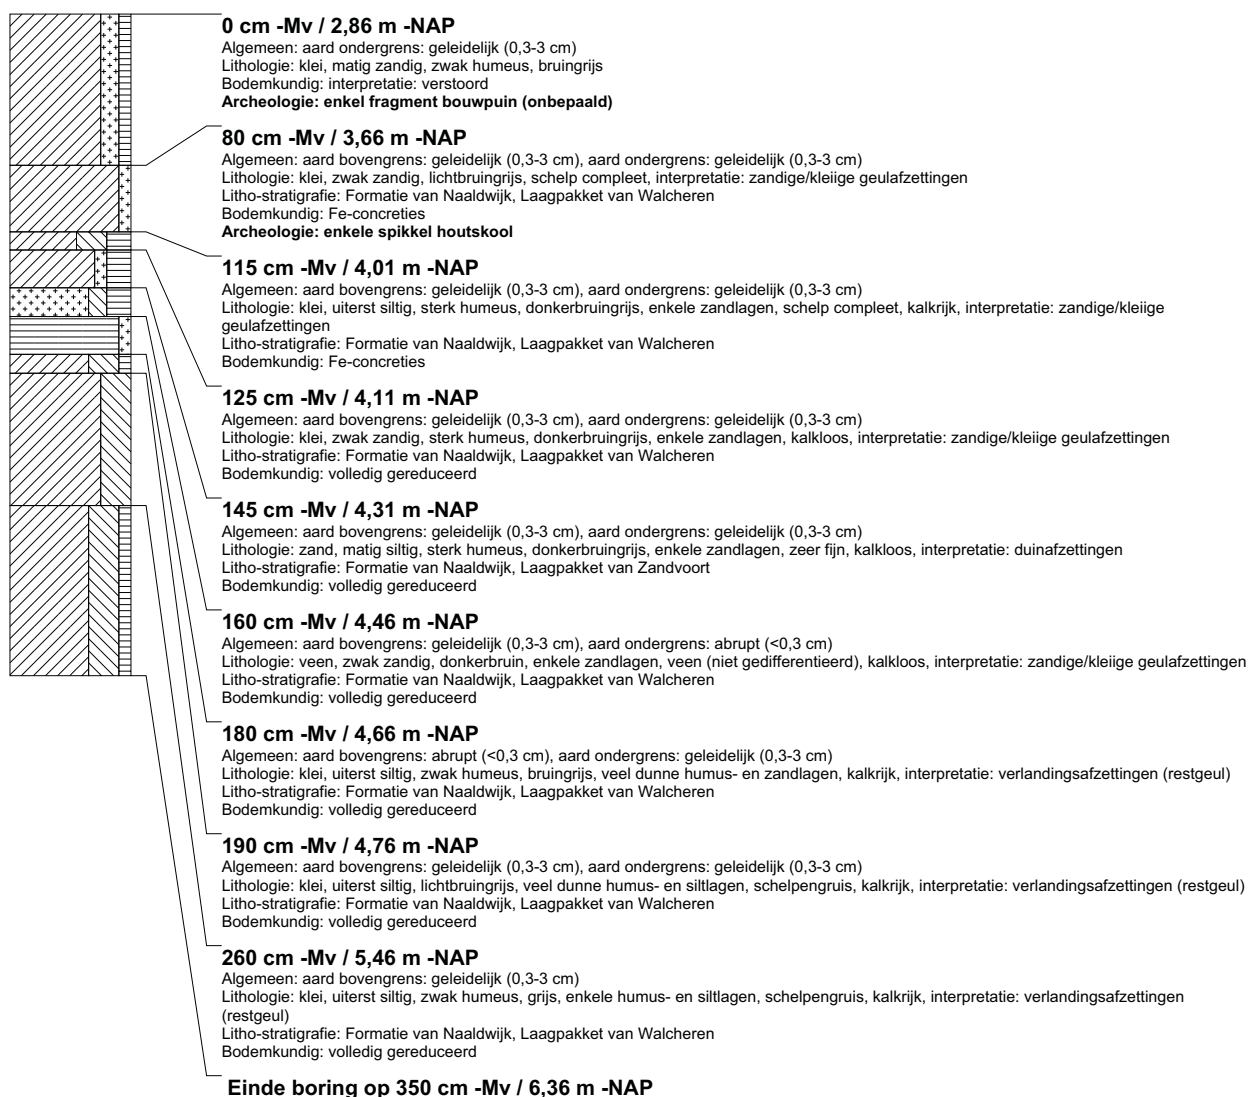 0 cm -Mv / 2,86 m -NAP
Algemeen: aard ondergrens: geleidelijk (0,3-3 cm)
Lithologie: klei, matig zandig, zwak humeus, bruingrijs
Bodemkundig: interpretatie: verstoord
Archeologie: enkel fragment bouwpuin (onbepaald)
80 cm -Mv / 3,66 m -NAP
Algemeen: aard bovengrens: geleidelijk (0,3-3 cm), aard ondergrens: geleidelijk (0,3-3 cm)
Lithologie: klei, zwak zandig, lichtbruingrijs, schelp compleet, interpretatie: zandige/kleiige geulafzettingen
Litho-stratigrafie: Formatie van Naaldwijk, Laagpakket van Walcheren
Bodemkundig: Fe-concreties
Archeologie: enkele spikkel houtskool
115 cm -Mv / 4,01 m -NAP
Algemeen: aard bovengrens: geleidelijk (0,3-3 cm), aard ondergrens: geleidelijk (0,3-3 cm)
Lithologie: klei, uiterst siltig, sterk humeus, donkerbruingrijs, enkele zandlagen, schelp compleet, kalkrijk, interpretatie: zandige/kleiige
geulafzettingen
Litho-stratigrafie: Formatie van Naaldwijk, Laagpakket van Walcheren
Bodemkundig: Fe-concreties
125 cm -Mv / 4,11 m -NAP
Algemeen: aard bovengrens: geleidelijk (0,3-3 cm), aard ondergrens: geleidelijk (0,3-3 cm)
Lithologie: klei, zwak zandig, sterk humeus, donkerbruingrijs, enkele zandlagen, kalkloos, interpretatie: zandige/kleiige geulafzettingen
Litho-stratigrafie: Formatie van Naaldwijk, Laagpakket van Walcheren
Bodemkundig: volledig gereduceerd
145 cm -Mv / 4,31 m -NAP
Algemeen: aard bovengrens: geleidelijk (0,3-3 cm), aard ondergrens: geleidelijk (0,3-3 cm)
Lithologie: zand, matig siltig, sterk humeus, donkerbruingrijs, enkele zandlagen, zeer fijn, kalkloos, interpretatie: duinafzettingen
Litho-stratigrafie: Formatie van Naaldwijk, Laagpakket van Zandvoort
Bodemkundig: volledig gereduceerd
160 cm -Mv / 4,46 m -NAP
Algemeen: aard bovengrens: geleidelijk (0,3-3 cm), aard ondergrens: abrupt (<0,3 cm)
Lithologie: veen, zwak zandig, donkerbruin, enkele zandlagen, veen (niet gedifferentieerd), kalkloos, interpretatie: zandige/kleiige geulafzettingen
Litho-stratigrafie: Formatie van Naaldwijk, Laagpakket van Walcheren
Bodemkundig: volledig gereduceerd
180 cm -Mv / 4,66 m -NAP
Algemeen: aard bovengrens: abrupt (<0,3 cm), aard ondergrens: geleidelijk (0,3-3 cm)
Lithologie: klei, uiterst siltig, zwak humeus, bruingrijs, veel dunne humus- en zandlagen, kalkrijk, interpretatie: verlandingsafzettingen (restgeul)
Litho-stratigrafie: Formatie van Naaldwijk, Laagpakket van Walcheren
Bodemkundig: volledig gereduceerd
190 cm -Mv / 4,76 m -NAP
Algemeen: aard bovengrens: geleidelijk (0,3-3 cm), aard ondergrens: geleidelijk (0,3-3 cm)
Lithologie: klei, uiterst siltig, lichtbruingrijs, veel dunne humus- en siltlagen, schelpengruis, kalkrijk, interpretatie: verlandingsafzettingen (restgeul)
Litho-stratigrafie: Formatie van Naaldwijk, Laagpakket van Walcheren
Bodemkundig: volledig gereduceerd
260 cm -Mv / 5,46 m -NAP
Algemeen: aard bovengrens: geleidelijk (0,3-3 cm)
Lithologie: klei, uiterst siltig, zwak humeus, grijs, enkele humus- en siltlagen, schelpengruis, kalkrijk, interpretatie: verlandingsafzettingen
(restgeul)
Litho-stratigrafie: Formatie van Naaldwijk, Laagpakket van Walcheren
Bodemkundig: volledig gereduceerd
Einde boring op 350 cm -Mv / 6,36 m -NAP